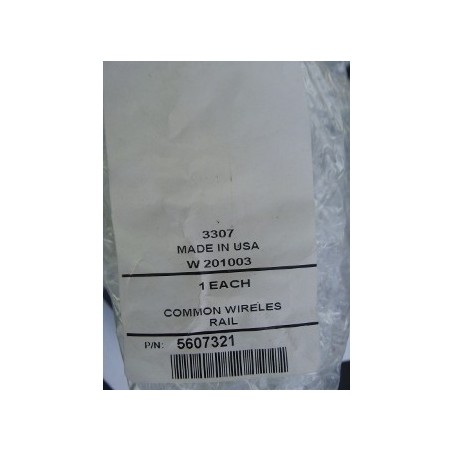 3307
MADE IN USA
W 201003
1 EACH
COMMON WIRELES
RAIL
P/N: 5607321